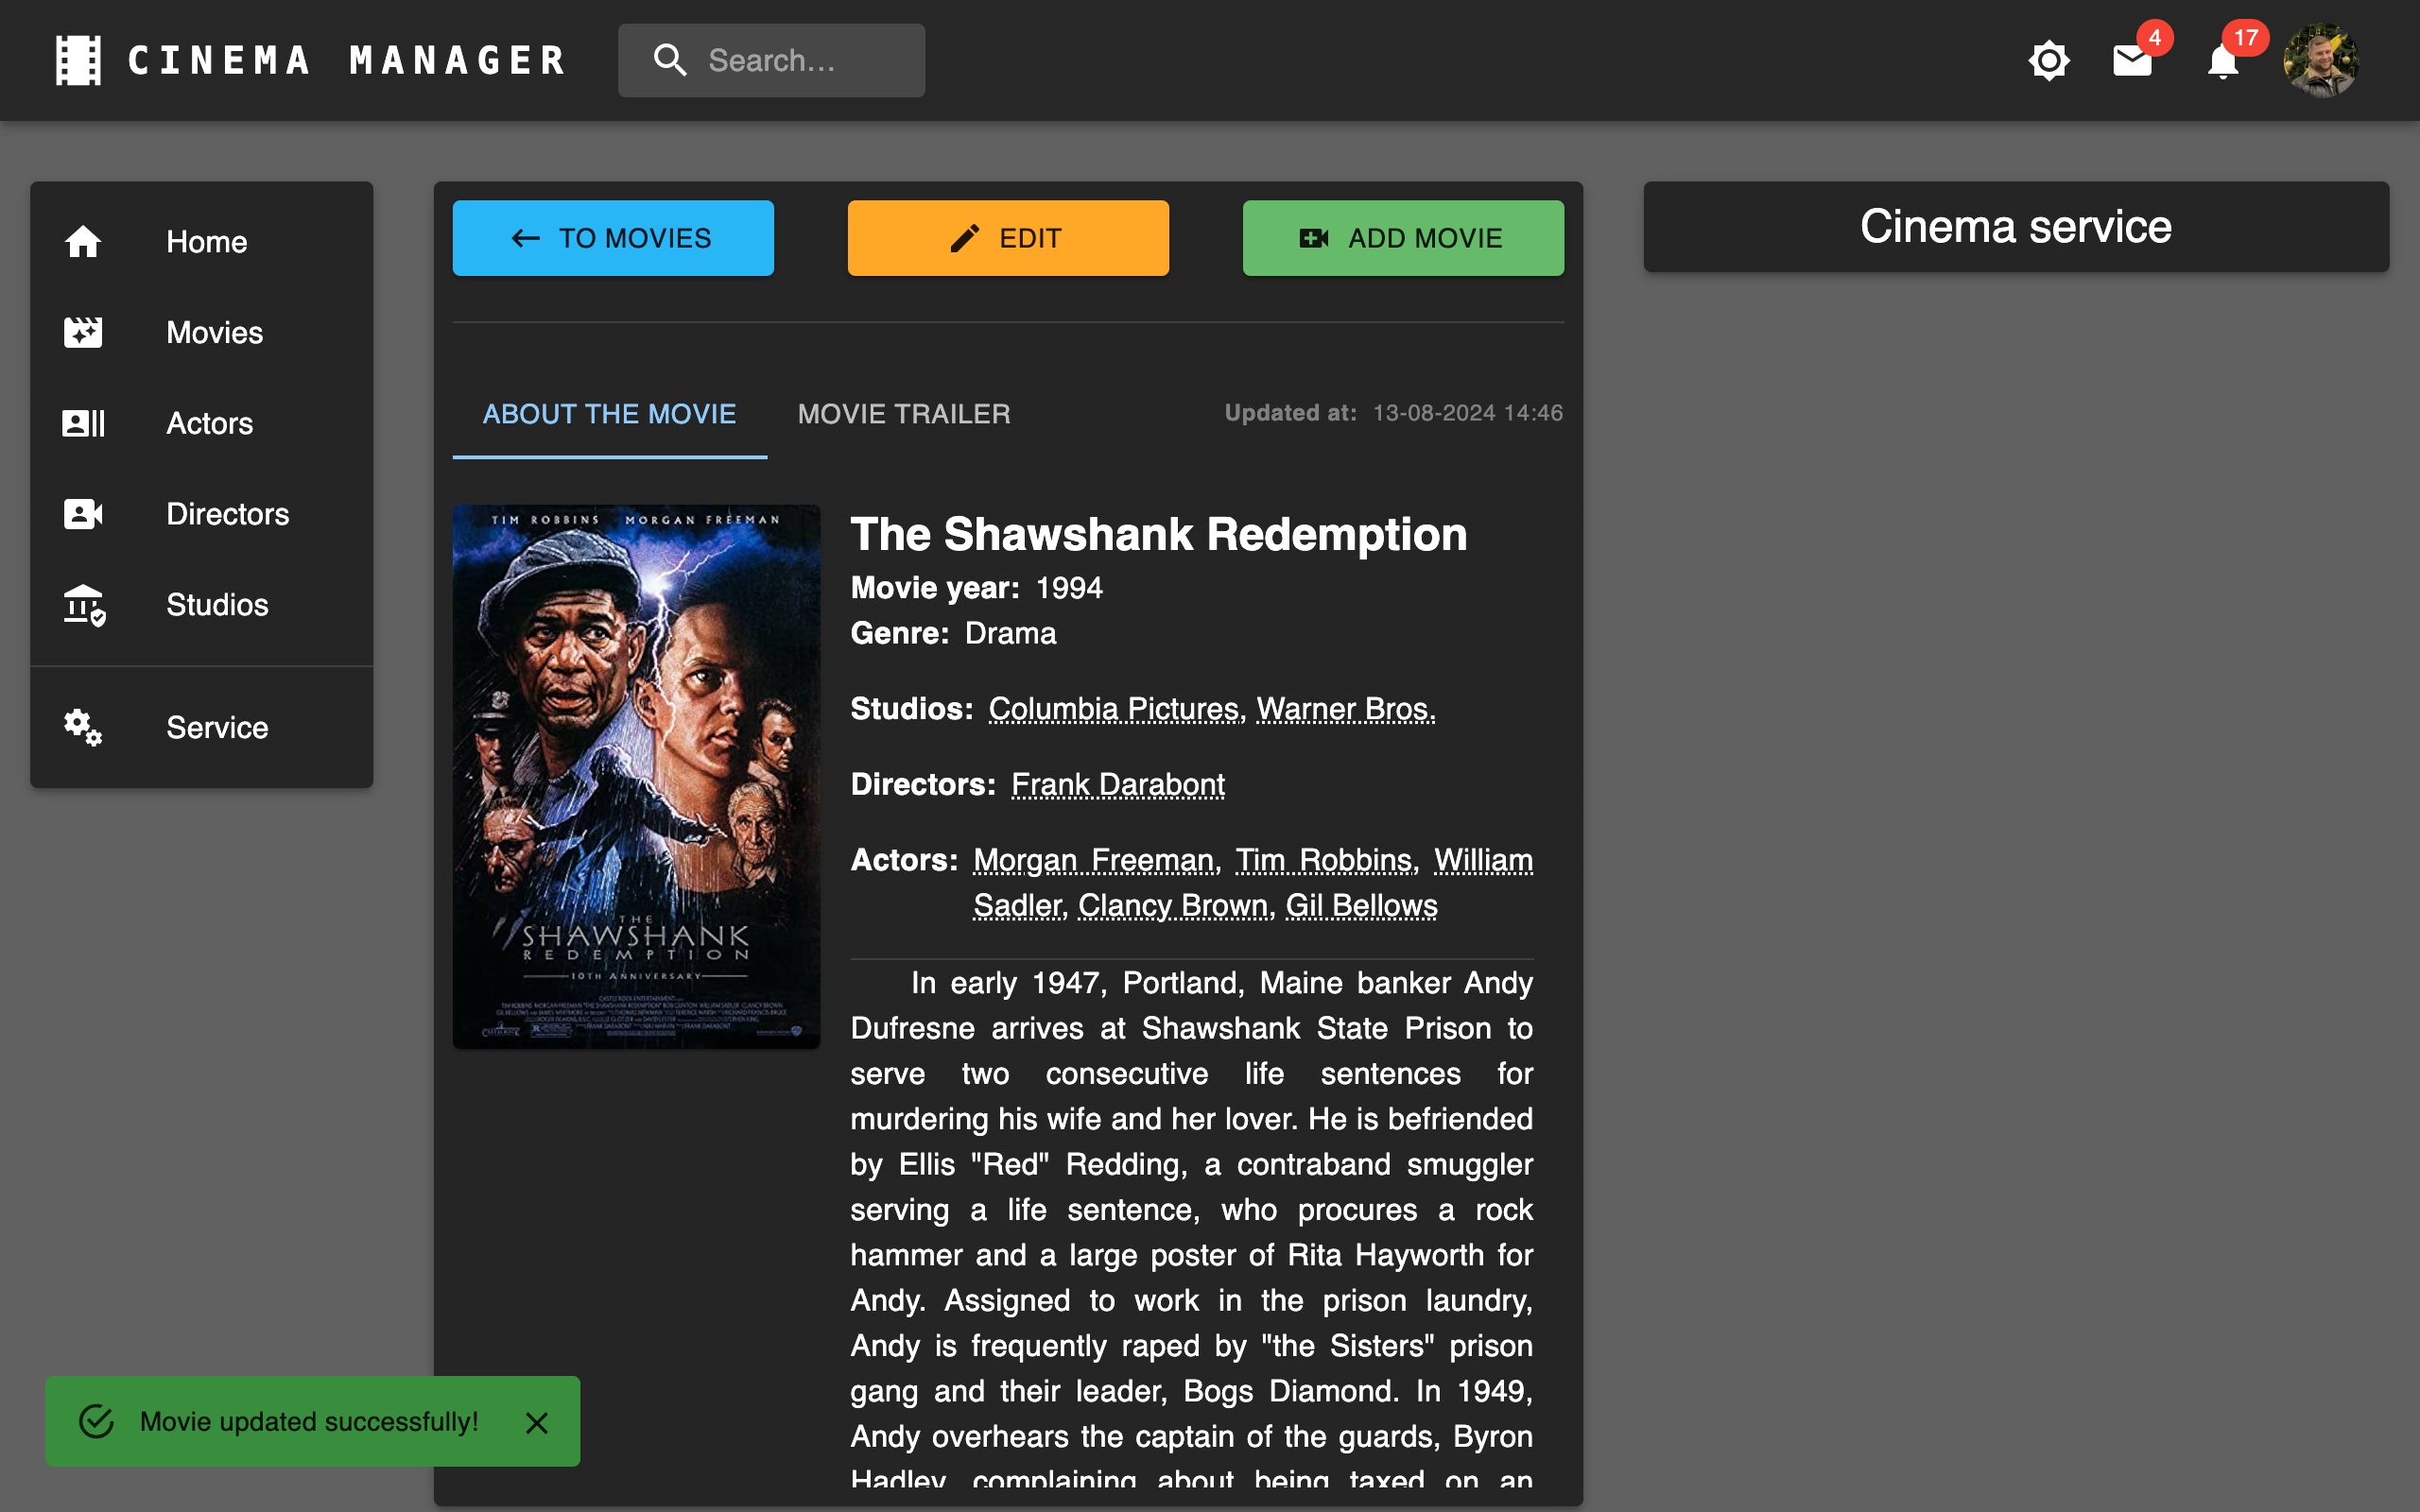 CINEMA MANAGER
Search...
4
17
Home
Movies
Actors
Directors
Studios
Service
TO MOVIES
EDIT
ADD MOVIE
Cinema service
ABOUT THE MOVIE
MOVIE TRAILER
Updated at: 13-08-2024 14:46
TIM ROBBINS MORGAN FREEMAN
THE
SHAWSHANK
REDEMPTION
10TH ANNIVERSARY
The Shawshank Redemption
Movie year: 1994
Genre: Drama
Studios: Columbia Pictures, Warner Bros.
Directors: Frank Darabont
Actors: Morgan Freeman, Tim Robbins, William
Sadler, Clancy Brown, Gil Bellows
In early 1947, Portland, Maine banker Andy
Dufresne arrives at Shawshank State Prison to
serve two consecutive life sentences for
murdering his wife and her lover. He is befriended
by Ellis "Red" Redding, a contraband smuggler
serving a life sentence, who procures a rock
hammer and a large poster of Rita Hayworth for
Andy. Assigned to work in the prison laundry,
Andy is frequently raped by "the Sisters" prison
gang and their leader, Bogs Diamond. In 1949,
Andy overhears the captain of the guards, Byron
Hadley, complaining about being taxed on an
Movie updated successfully!